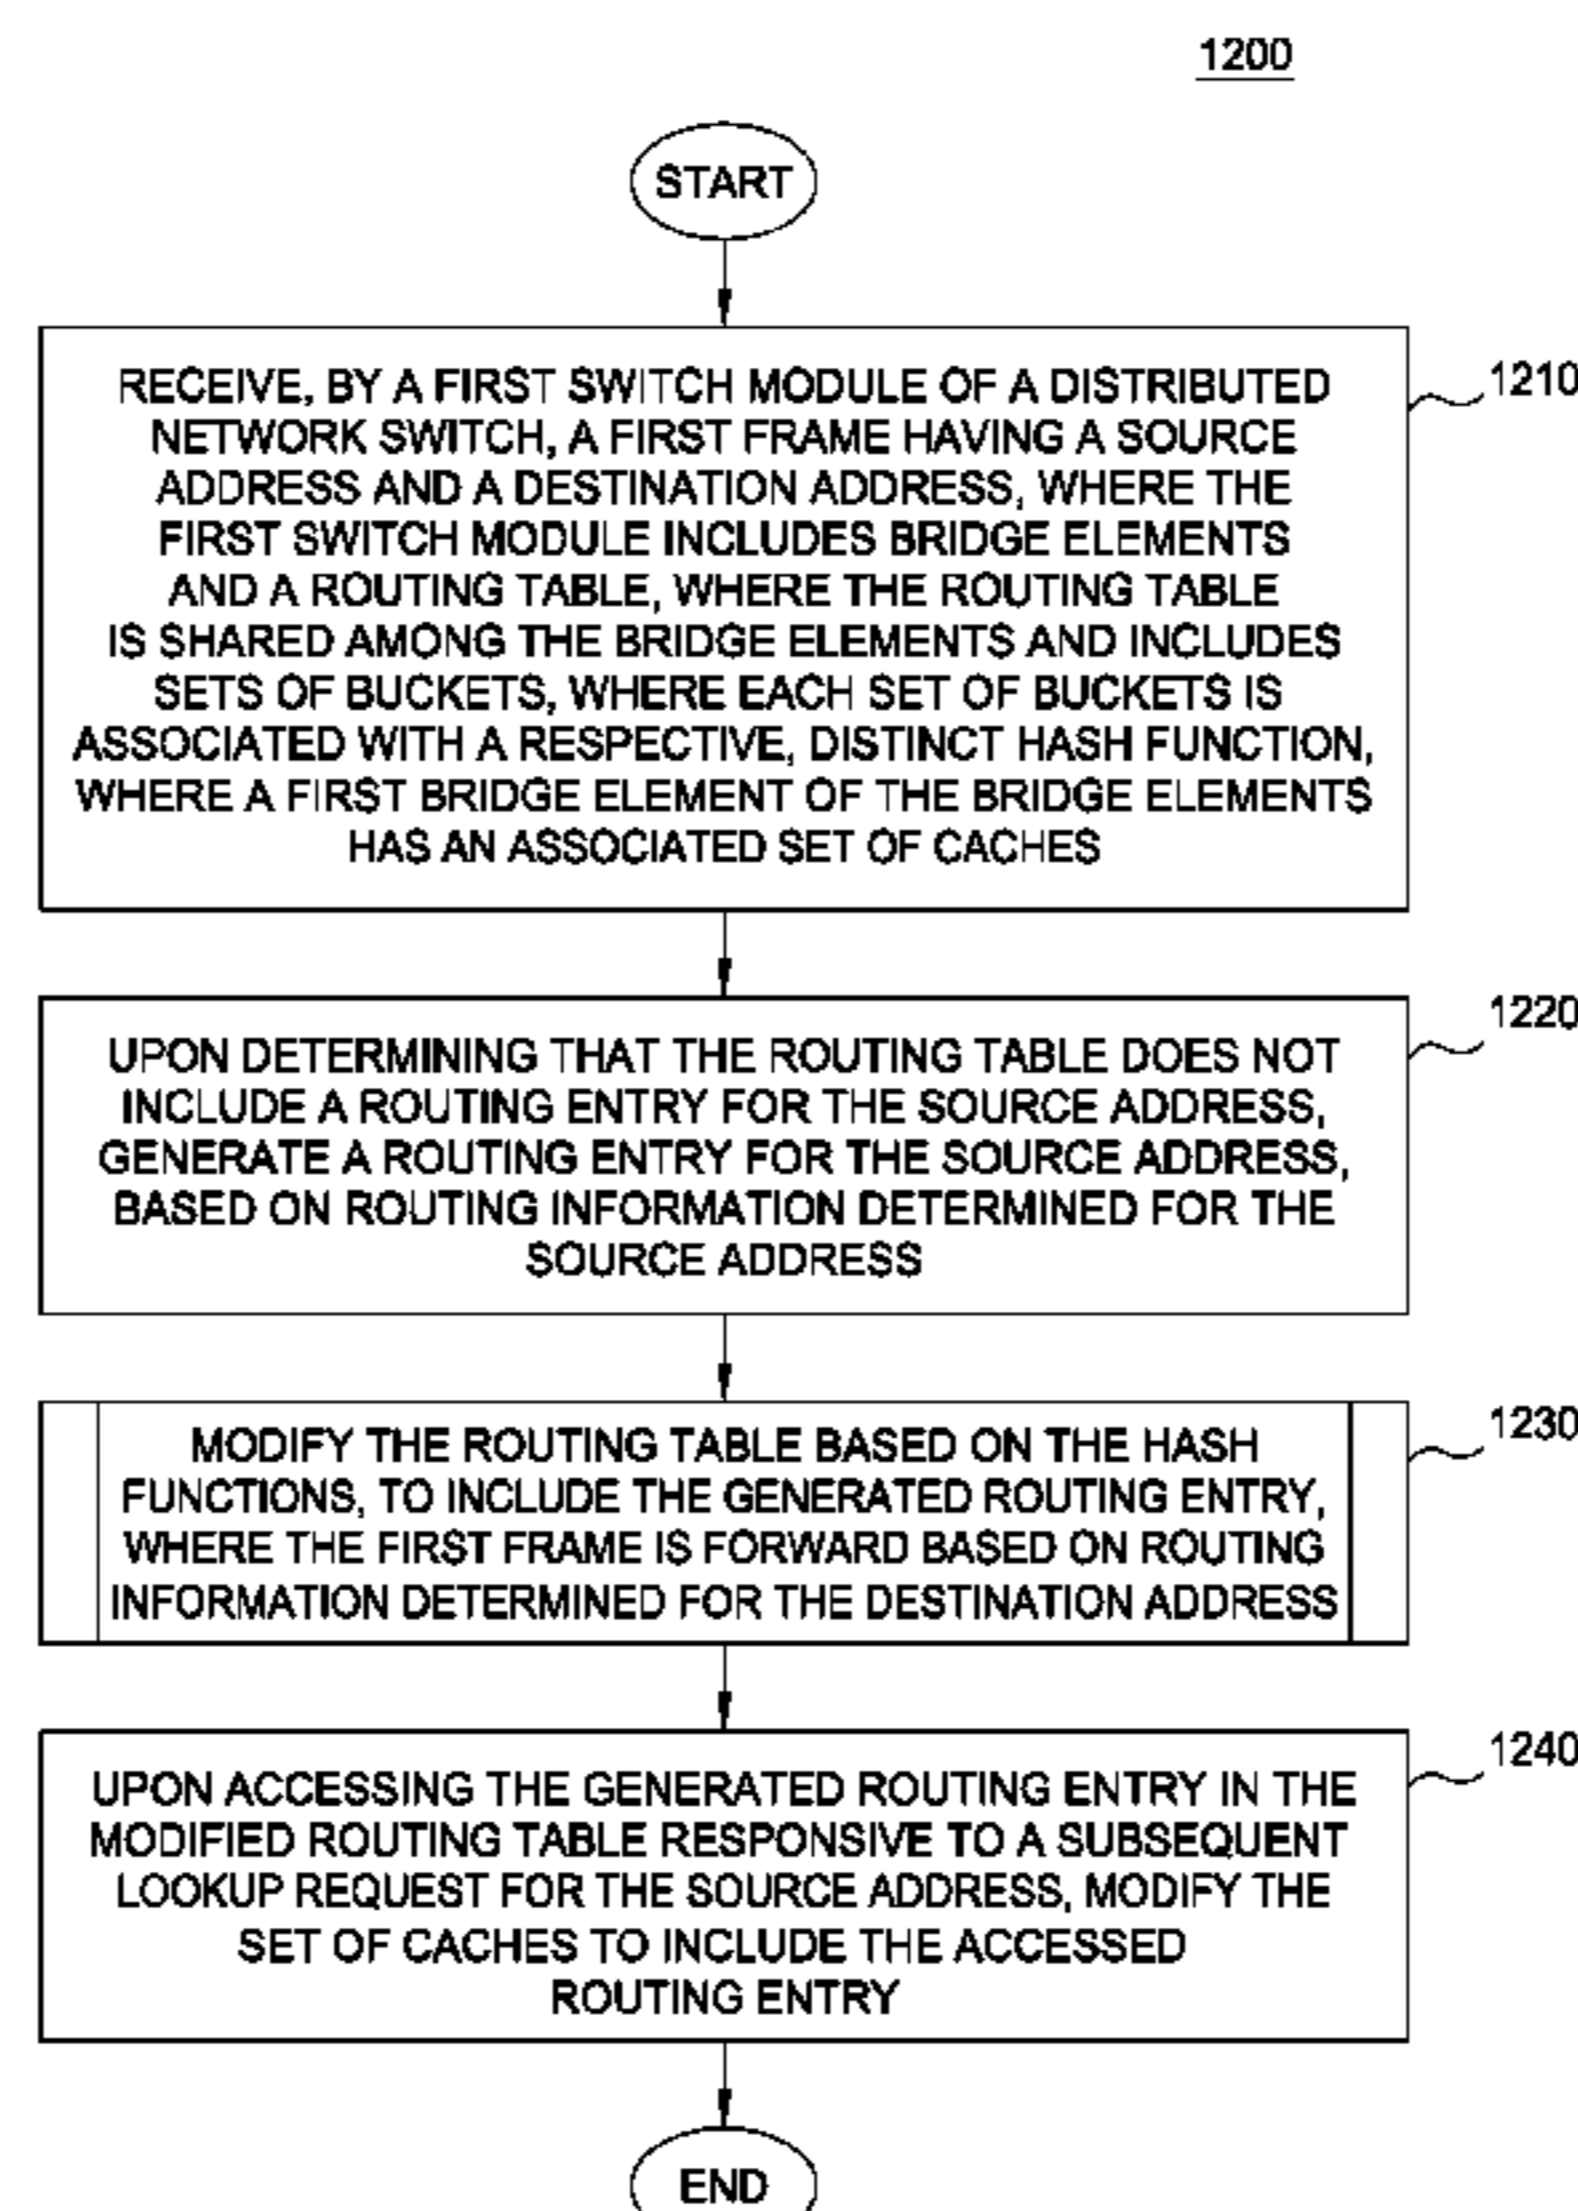 1200
START
RECEIVE, BY A FIRST SWITCH MODULE OF A DISTRIBUTED
NETWORK SWITCH, A FIRST FRAME HAVING A SOURCE
ADDRESS AND A DESTINATION ADDRESS, WHERE THE
FIRST SWITCH MODULE INCLUDES BRIDGE ELEMENTS
AND A ROUTING TABLE, WHERE THE ROUTING TABLE
IS SHARED AMONG THE BRIDGE ELEMENTS AND INCLUDES
SETS OF BUCKETS, WHERE EACH SET OF BUCKETS IS
ASSOCIATED WITH A RESPECTIVE, DISTINCT HASH FUNCTION,
WHERE A FIRST BRIDGE ELEMENT OF THE BRIDGE ELEMENTS
HAS AN ASSOCIATED SET OF CACHES
1210
UPON DETERMINING THAT THE ROUTING TABLE DOES NOT
INCLUDE A ROUTING ENTRY FOR THE SOURCE ADDRESS,
GENERATE A ROUTING ENTRY FOR THE SOURCE ADDRESS,
BASED ON ROUTING INFORMATION DETERMINED FOR THE
SOURCE ADDRESS
1220
MODIFY THE ROUTING TABLE BASED ON THE HASH
FUNCTIONS, TO INCLUDE THE GENERATED ROUTING ENTRY,
WHERE THE FIRST FRAME IS FORWARD BASED ON ROUTING
INFORMATION DETERMINED FOR THE DESTINATION ADDRESS
1230
UPON ACCESSING THE GENERATED ROUTING ENTRY IN THE
MODIFIED ROUTING TABLE RESPONSIVE TO A SUBSEQUENT
LOOKUP REQUEST FOR THE SOURCE ADDRESS, MODIFY THE
SET OF CACHES TO INCLUDE THE ACCESSED
ROUTING ENTRY
1240
END